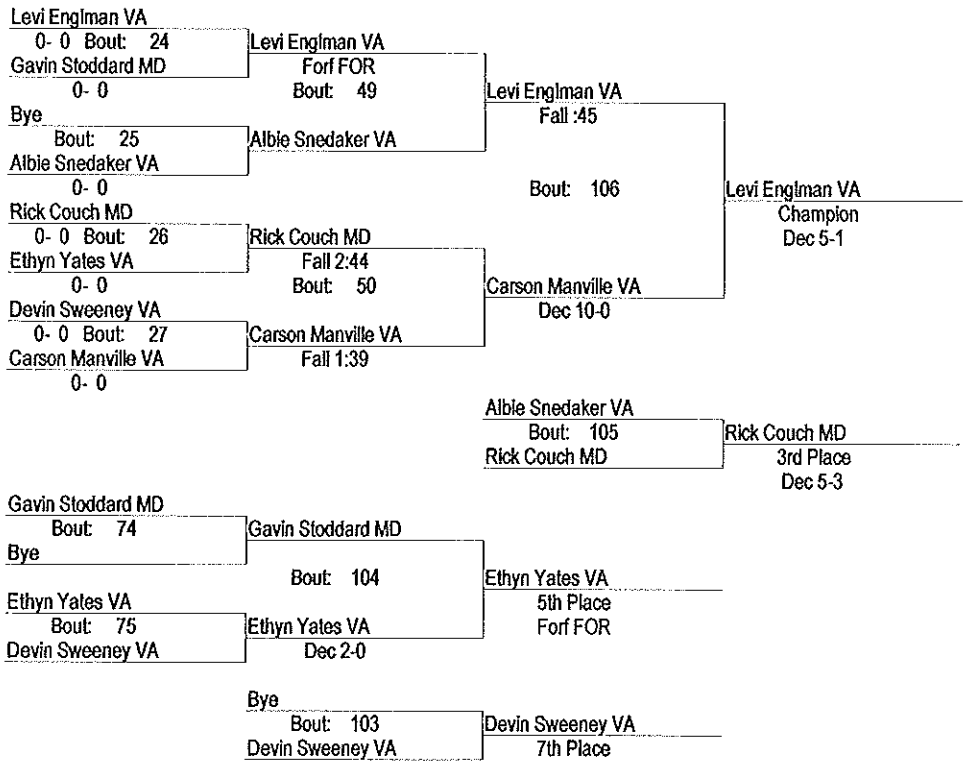 Levi Englman VA
0- 0 Bout: 24
Gavin Stoddard MD
0- 0
Bye
Bout: 25
Albie Snedaker VA
0- 0
Rick Couch MD
0- 0 Bout: 26
Ethyn Yates VA
0- 0
Devin Sweeney VA
0- 0 Bout: 27
Carson Manville VA
0- 0
Levi Englman VA
Forf FOR
Bout: 49
Albie Snedaker VA
Rick Couch MD
Fall 2:44
Bout: 50
Carson Manville VA
Fall 1:39
Levi Englman VA
Fall :45
Bout: 106
Carson Manville VA
Dec 10-0
Levi Englman VA
Champion
Dec 5-1
Albie Snedaker VA
Bout: 105
Rick Couch MD
Rick Couch MD
3rd Place
Dec 5-3
Gavin Stoddard MD
Bout: 74
Bye
Ethyn Yates VA
Bout: 75
Devin Sweeney VA
Gavin Stoddard MD
Bout: 104
Ethyn Yates VA
Dec 2-0
Ethyn Yates VA
5th Place
Forf FOR
Bye
Bout: 103
Devin Sweeney VA
Devin Sweeney VA
7th Place